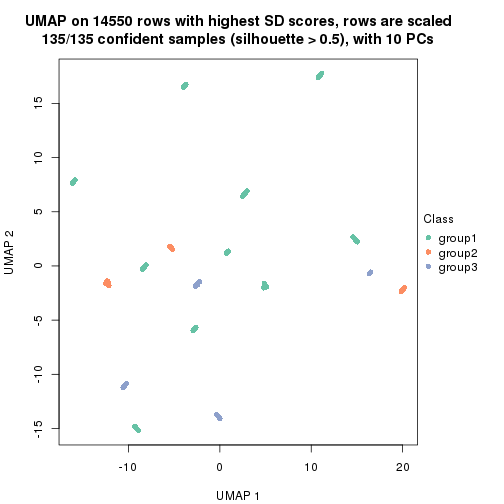 UMAP on 14550 rows with highest SD scores, rows are scaled
135/135 confident samples (silhouette > 0.5), with 10 PCs
15
10
5
0
-5
-10
-15
UMAP 2
-10
0
10
20
UMAP 1
Class
group1
group2
group3